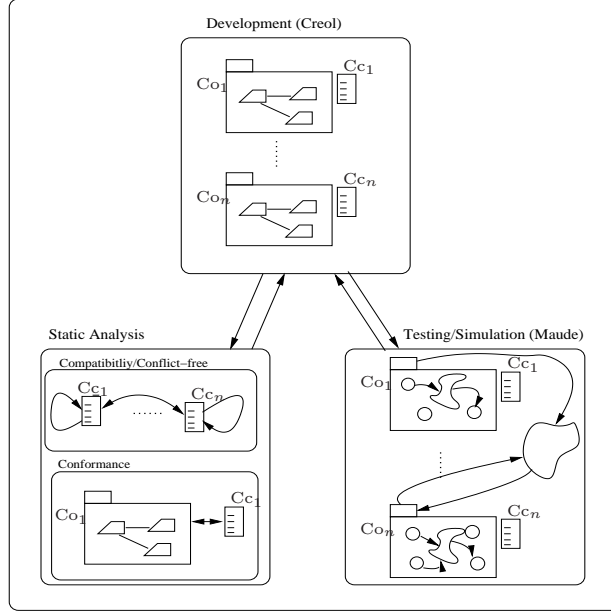 Development (Creol)
Cc₁
Co₁
Ccₙ
Coₙ
Static Analysis
Compatibitliy/Conflict−free
Cc₁
Ccₙ
Conformance
Cc₁
Co₁
Testing/Simulation (Maude)
Cc₁
Co₁
Ccₙ
Coₙ